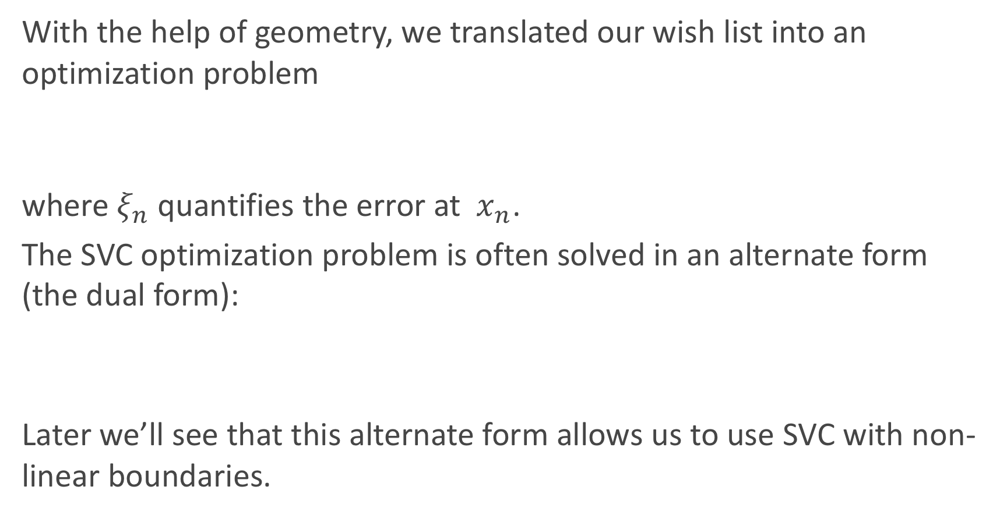 With the help of geometry, we translated our wish list into an
optimization problem
where ξₙ quantifies the error at xₙ.
The SVC optimization problem is often solved in an alternate form
(the dual form):
Later we’ll see that this alternate form allows us to use SVC with non-
linear boundaries.